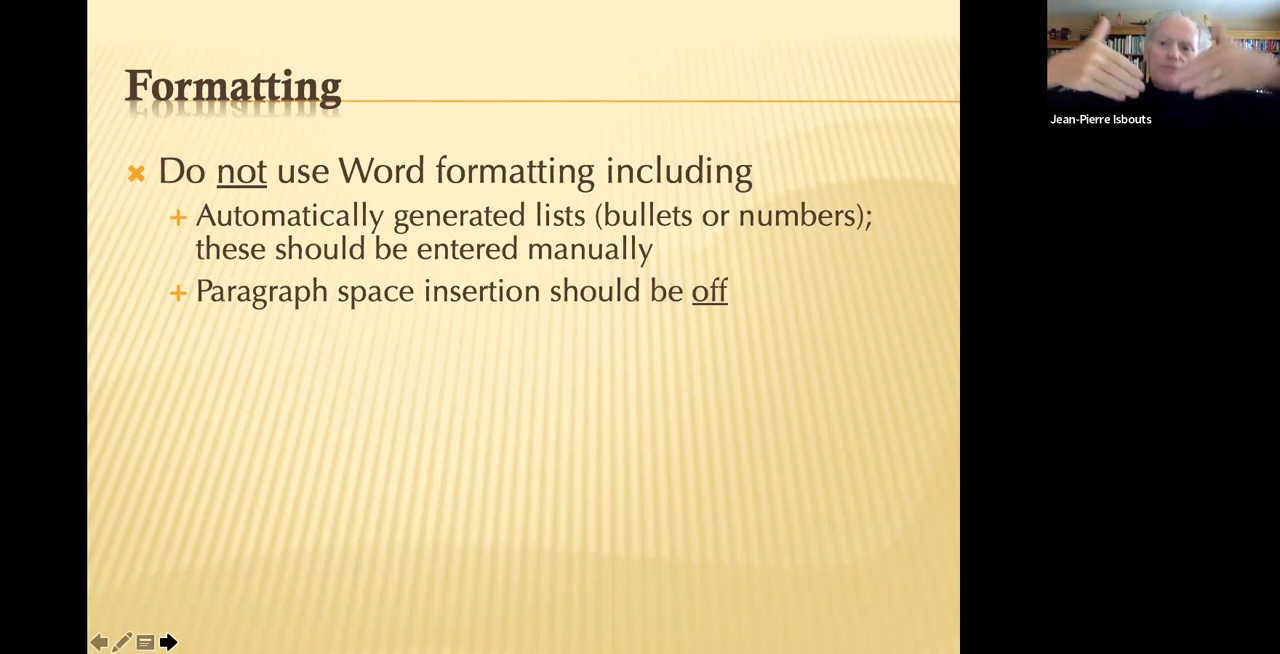 Formatting
Do not use Word formatting including
Automatically generated lists (bullets or numbers);
these should be entered manually
Paragraph space insertion should be off
Jean-Pierre Isbouts